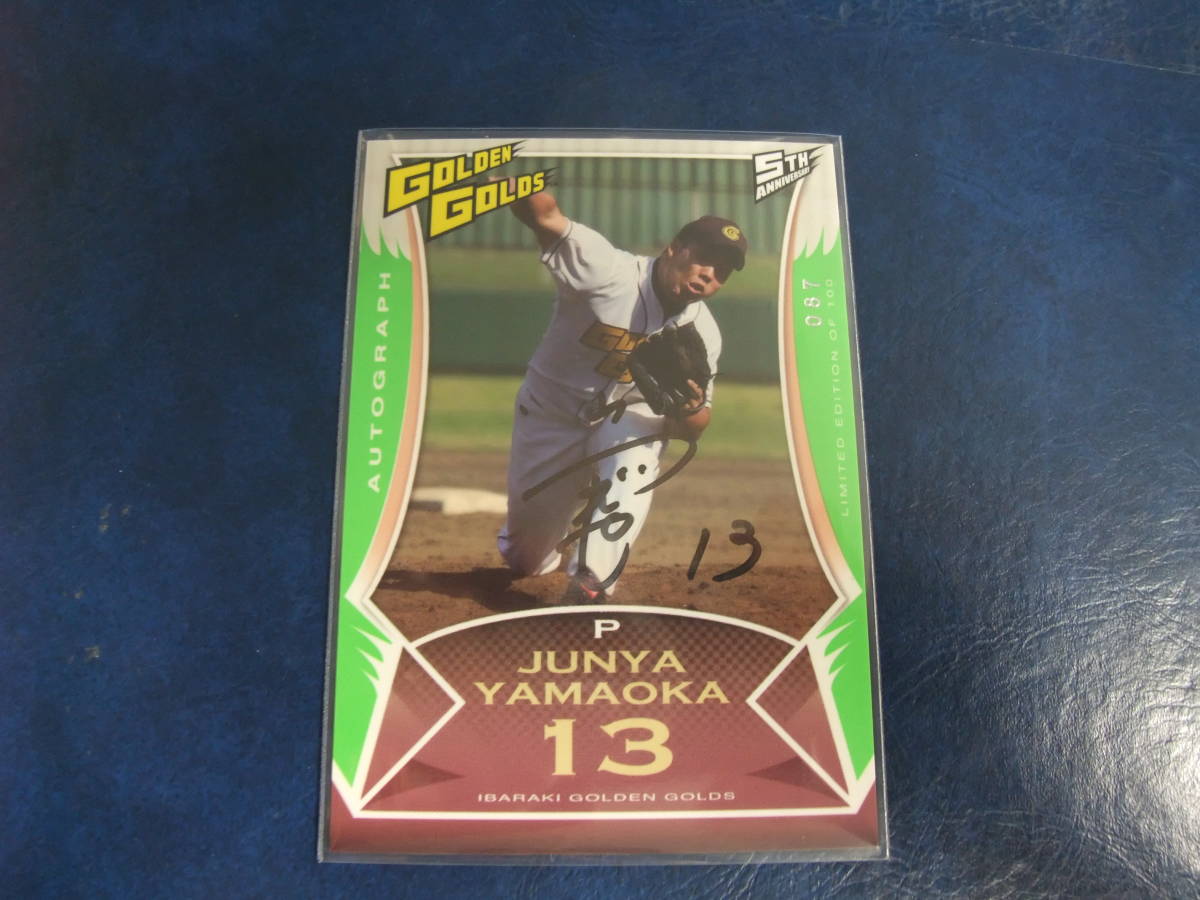 GOLDEN
GOLDS
5TH
ANNIVERSARY
AUTOGRAPH
087
LIMITED EDITION OF 100
13
P
JUNYA
YAMAOKA
13
IBARAKI GOLDEN GOLDS